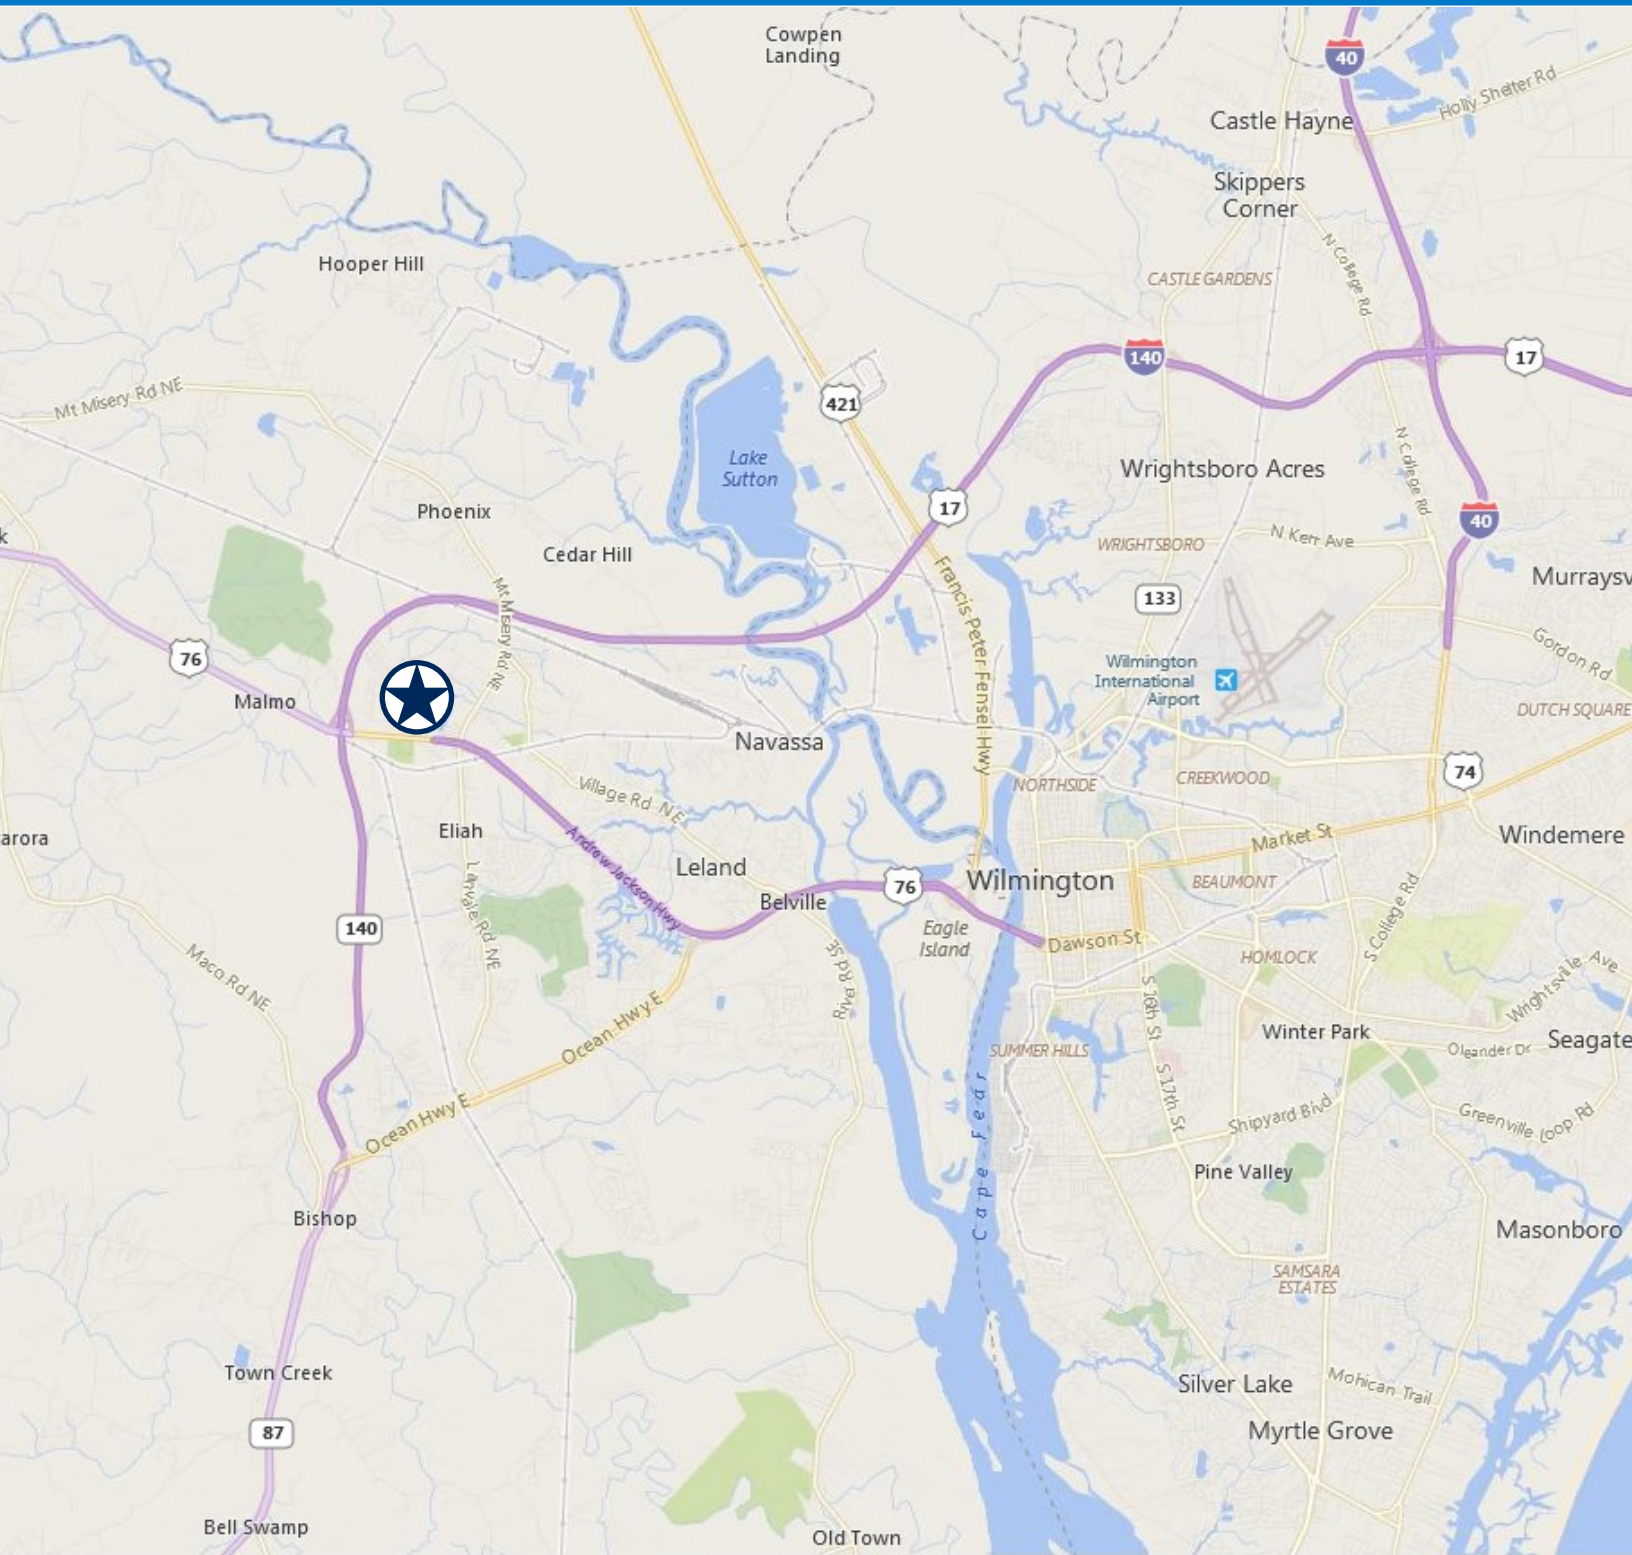 Cowpen
Landing
40
Holly Shelter Rd
Castle Hayne
Skippers
Corner
N College Rd
Hooper Hill
CASTLE GARDENS
140
17
Mt Misery Rd NE
421
Lake
Sutton
Wrightsboro Acres
N College Rd
17
Phoenix
40
k
Cedar Hill
WRIGHTSBORO
N Kerr Ave
Francis Peter Fensel Hwy
Murraysv
Mt Misery Rd NE
133
Gordon Rd
76
Wilmington
International
Airport
Malmo
DUTCH SQUARE
Navassa
NORTHSIDE
CREEKWOOD
74
Village Rd NE
arora
Eliah
Andrew Jackson Hwy
Market St
Windemere
Leland
76
Wilmington
BEAUMONT
Belville
Lanvale Rd NE
140
Eagle
Island
Dawson St
S College Rd
HOMLOCK
Maco Rd NE
River Rd SE
S 16th St
Wrightsville Ave
Ocean Hwy E
Winter Park
SUMMER HILLS
Oleander Dr
Seagate
S 17th St
Ocean Hwy E
Shipyard Blvd
Greenville Loop Rd
Cape Fear
Pine Valley
Bishop
Masonboro
SAMSARA
ESTATES
Town Creek
Silver Lake
Mohican Trail
87
Myrtle Grove
Bell Swamp
Old Town